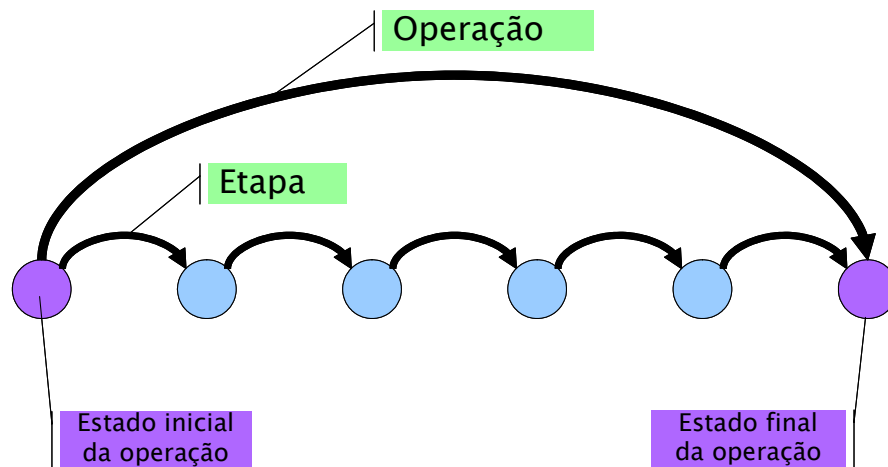 Operação
Etapa
Estado inicial
da operação
Estado final
da operação